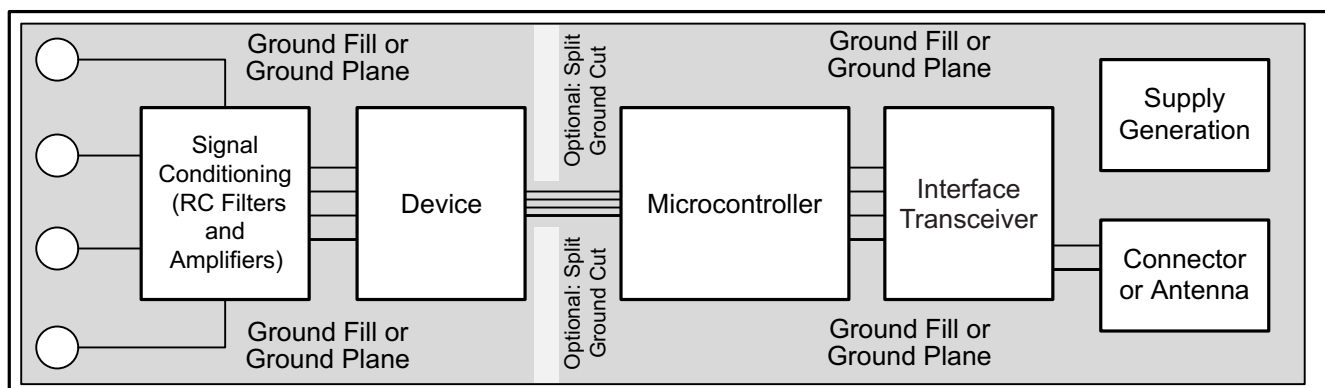 Ground Fill or
Ground Plane
Signal
Conditioning
(RC Filters
and
Amplifiers)
Ground Fill or
Ground Plane
Device
Optional: Split
Ground Cut
Optional: Split
Ground Cut
Ground Fill or
Ground Plane
Microcontroller
Interface
Transceiver
Ground Fill or
Ground Plane
Supply
Generation
Connector
or Antenna